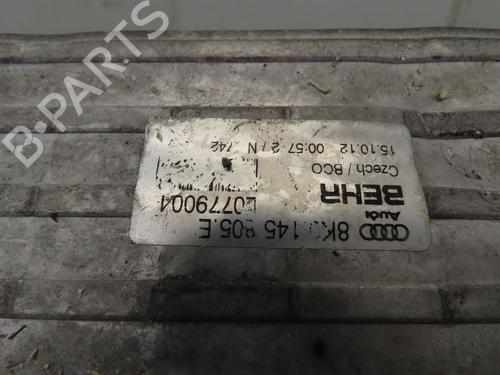 8K0.145 805.E
Audi
BEHR
L0779004
Czech / BCO
15.10.12 00:57 2 / N 742
B-PARTS